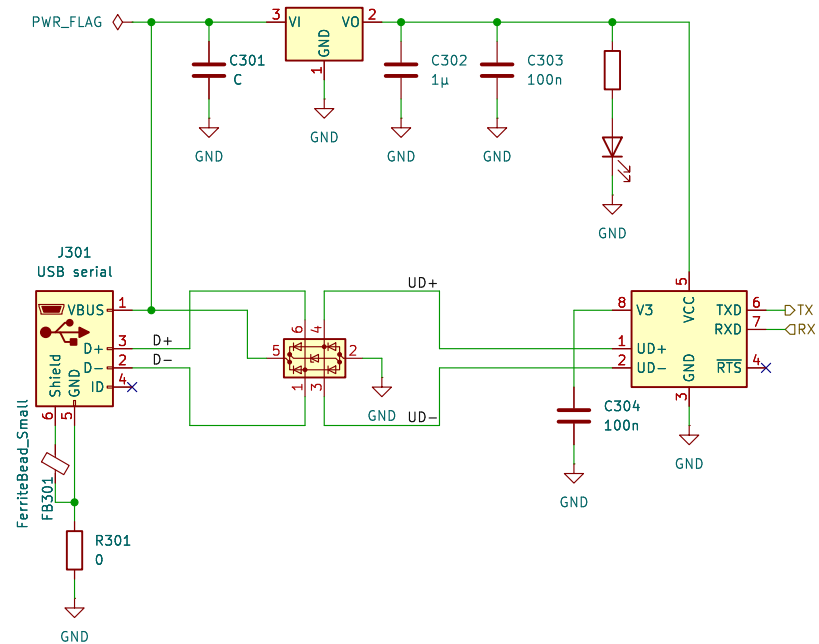 PWR_FLAG
3
VI
VO
2
GND
1
C301
C
C302
1µ
C303
100n
GND
GND
GND
GND
GND
J301
USB serial
VBUS
1
D+
3
D-
2
ID
4
Shield
GND
6
5
D+
D-
6
4
5
2
1
3
GND
UD+
UD-
5
8
V3
VCC
TXD
6
TX
RXD
7
RX
1
UD+
2
UD-
GND
RTS
4
3
GND
C304
100n
GND
FerriteBead_Small
FB301
R301
0
GND